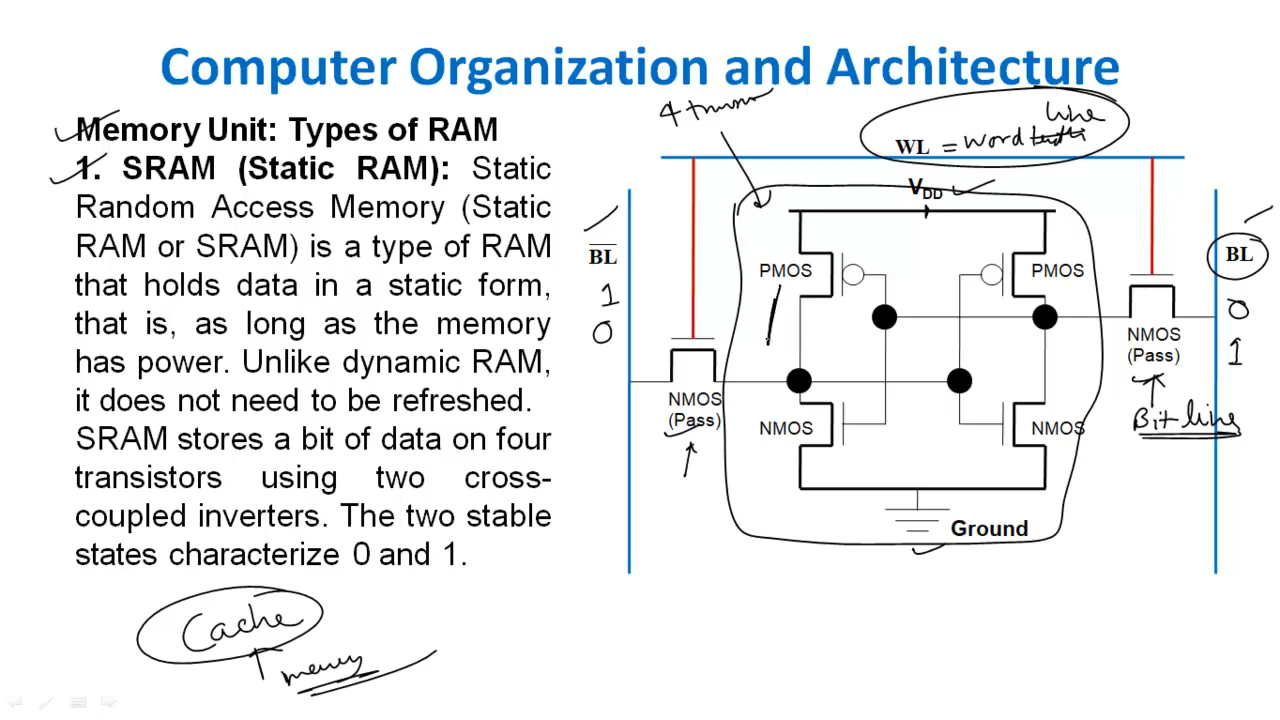 Computer Organization and Architecture
Memory Unit: Types of RAM
1. SRAM (Static RAM): Static
Random Access Memory (Static
RAM or SRAM) is a type of RAM
that holds data in a static form,
that is, as long as the memory
has power. Unlike dynamic RAM,
it does not need to be refreshed.
SRAM stores a bit of data on four
transistors using two cross-
coupled inverters. The two stable
states characterize 0 and 1.
Cache
memory
4
WL = word line
VDD
BL
1
0
PMOS
PMOS
BL
0
1
NMOS
(Pass)
NMOS
(Pass)
Bit line
NMOS
NMOS
Ground